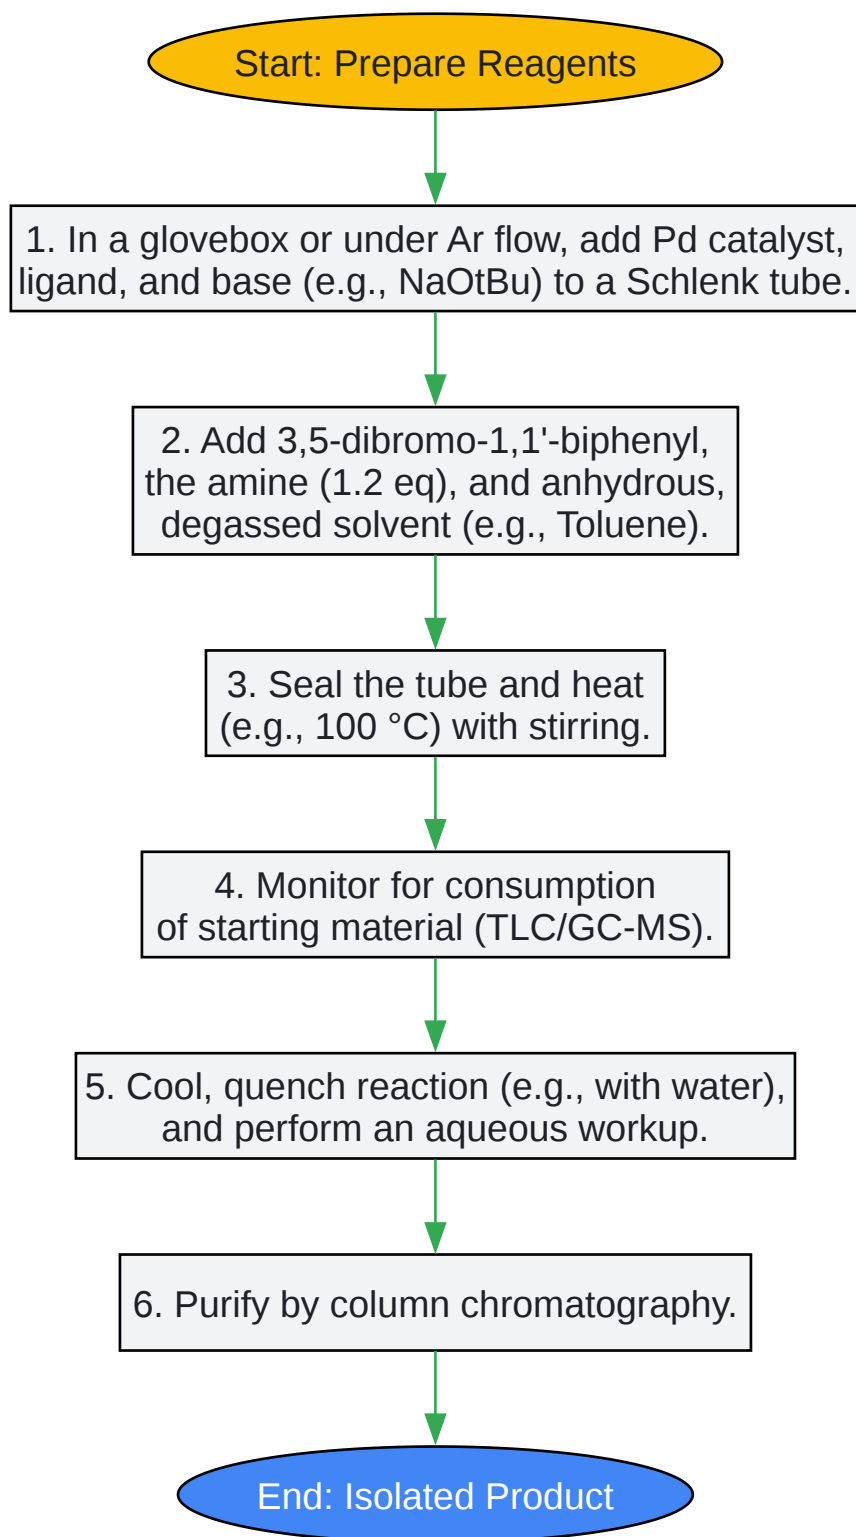 Start: Prepare Reagents
1. In a glovebox or under Ar flow, add Pd catalyst,
ligand, and base (e.g., NaOtBu) to a Schlenk tube.
2. Add 3,5-dibromo-1,1'-biphenyl,
the amine (1.2 eq), and anhydrous,
degassed solvent (e.g., Toluene).
3. Seal the tube and heat
(e.g., 100 °C) with stirring.
4. Monitor for consumption
of starting material (TLC/GC-MS).
5. Cool, quench reaction (e.g., with water),
and perform an aqueous workup.
6. Purify by column chromatography.
End: Isolated Product